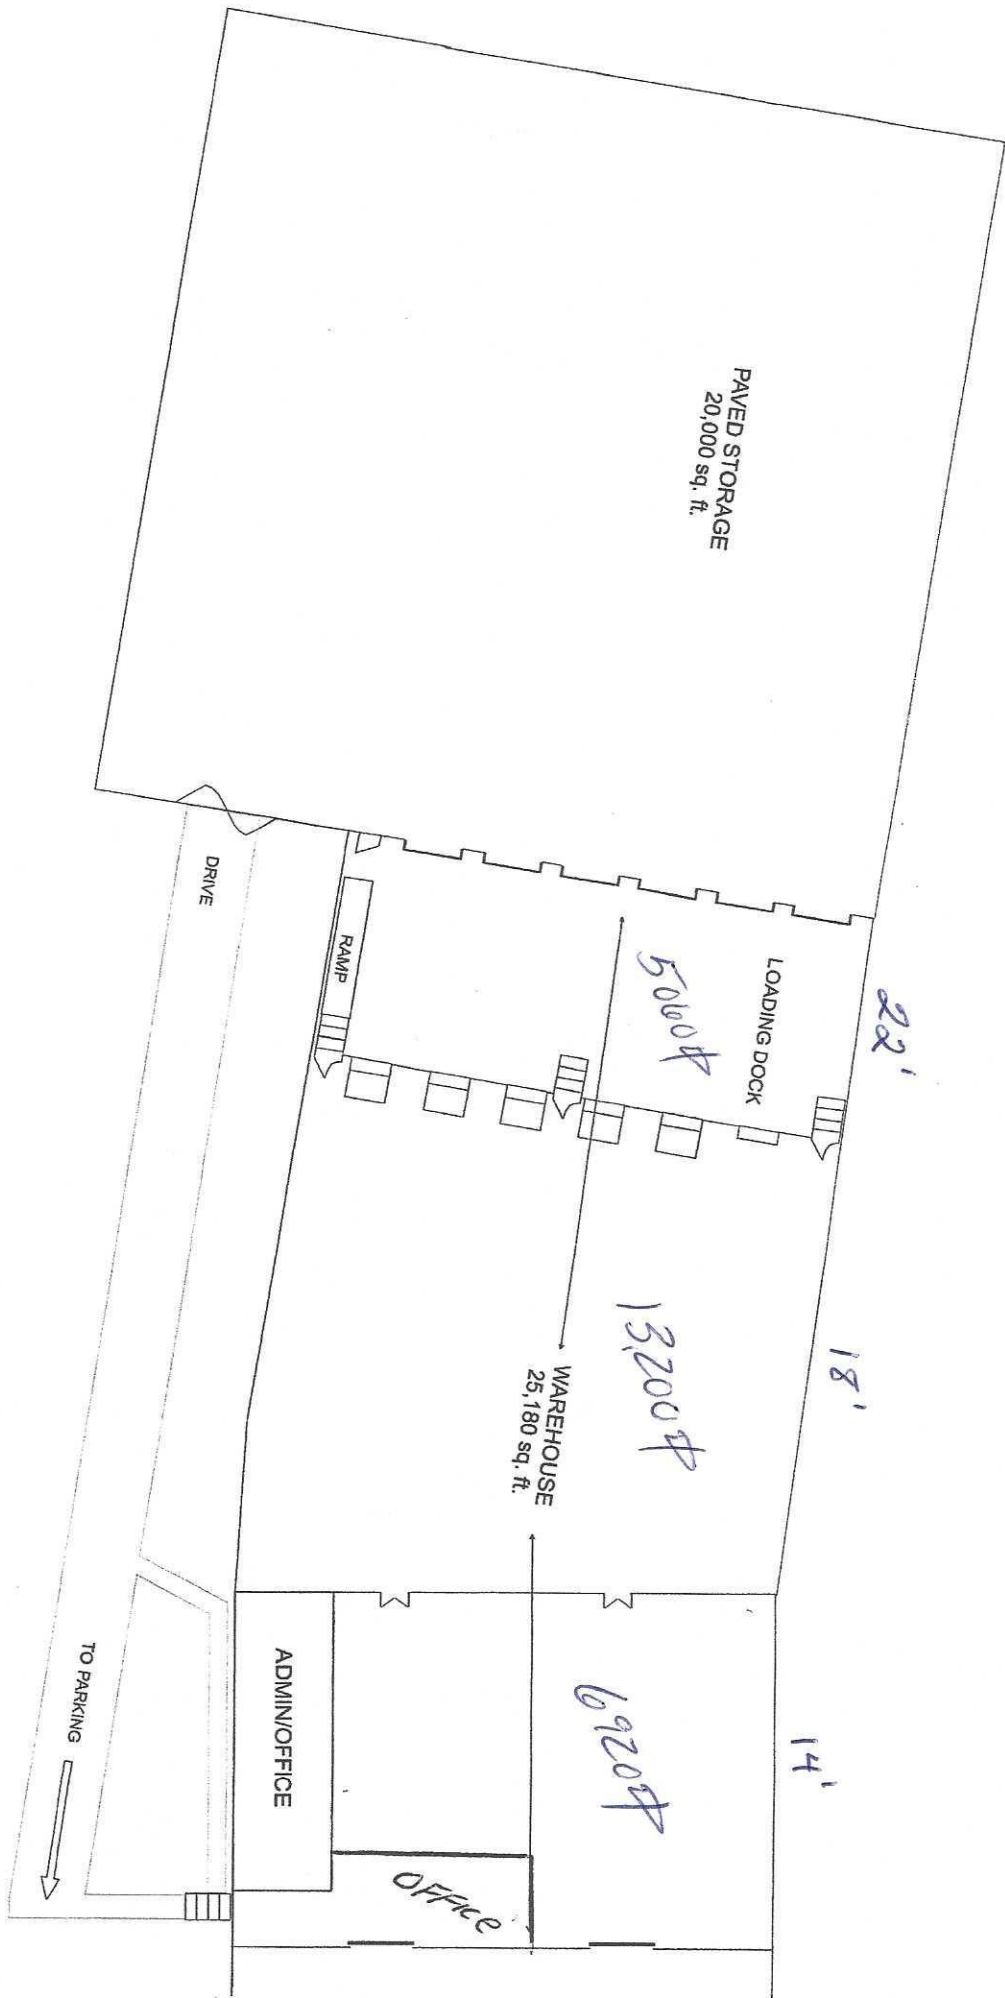 PAVED STORAGE
20,000 sq. ft.
22'
LOADING DOCK
5060⌗
RAMP
DRIVE
18'
13,200⌗
WAREHOUSE
25,180 sq. ft.
14'
6920⌗
ADMIN/OFFICE
OFFICE
TO PARKING